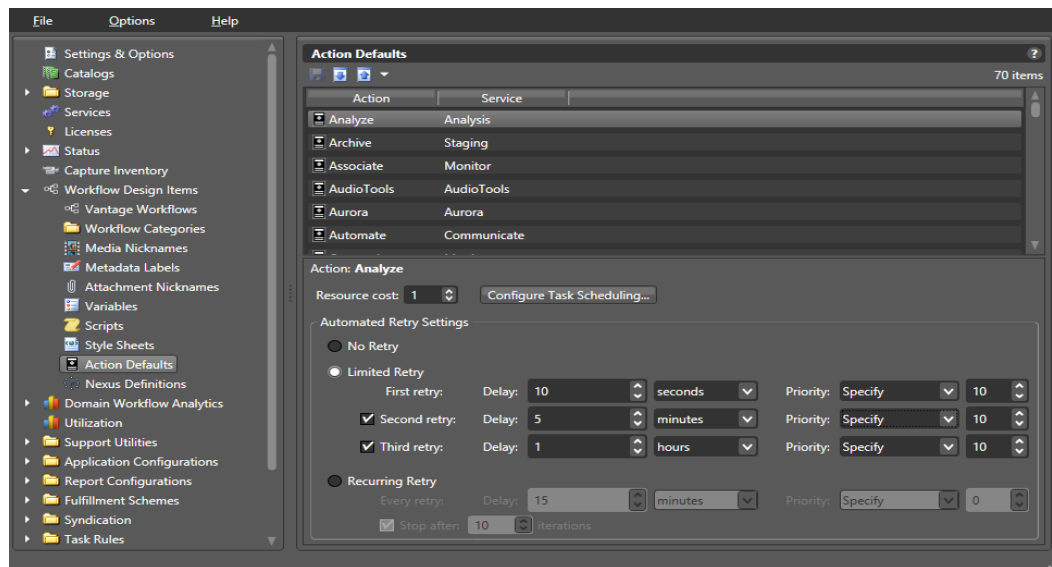 File Options Help
Settings & Options
Catalogs
Storage
Services
Licenses
Status
Capture Inventory
Workflow Design Items
Vantage Workflows
Workflow Categories
Media Nicknames
Metadata Labels
Attachment Nicknames
Variables
Scripts
Style Sheets
Action Defaults
Nexus Definitions
Domain Workflow Analytics
Utilization
Support Utilities
Application Configurations
Report Configurations
Fulfillment Schemes
Syndication
Task Rules
Action Defaults ?
70 items
Action Service
Analyze Analysis
Archive Staging
Associate Monitor
AudioTools AudioTools
Aurora Aurora
Automate Communicate
Action: Analyze
Resource cost: 1 Configure Task Scheduling...
Automated Retry Settings
No Retry
Limited Retry
First retry: Delay: 10 seconds Priority: Specify 10
Second retry: Delay: 5 minutes Priority: Specify 10
Third retry: Delay: 1 hours Priority: Specify 10
Recurring Retry
Every retry: Delay: 15 minutes Priority: Specify 0
Stop after: 10 iterations